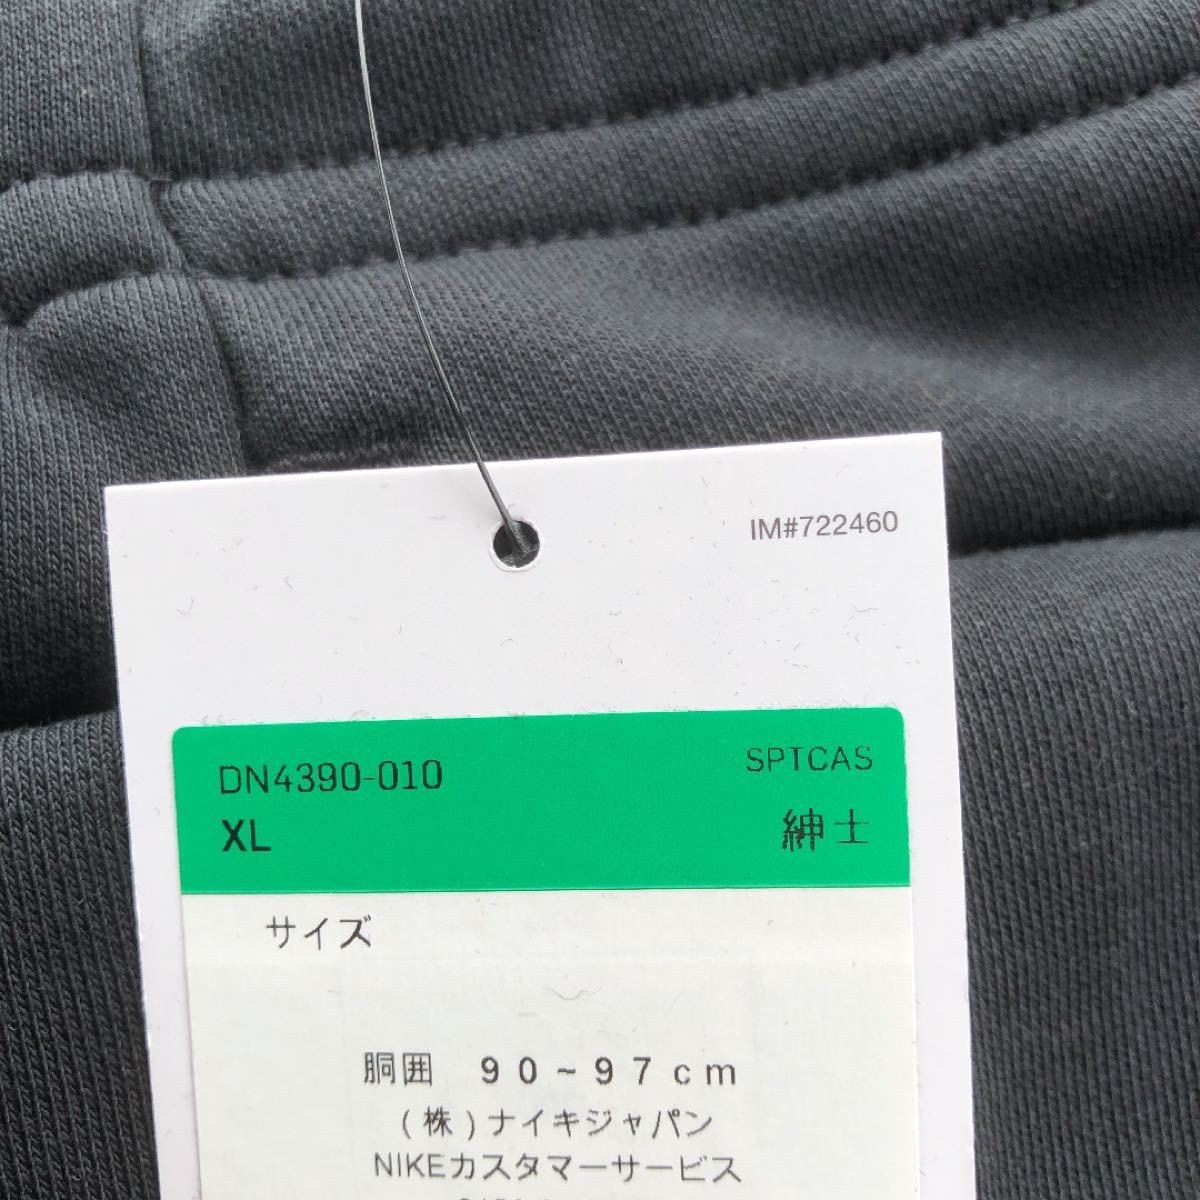 IM#722460
DN4390-010 SPTCAS
XL 紳士
サイズ
胴囲 90~97cm
(株)ナイキジャパン
NIKEカスタマーサービス